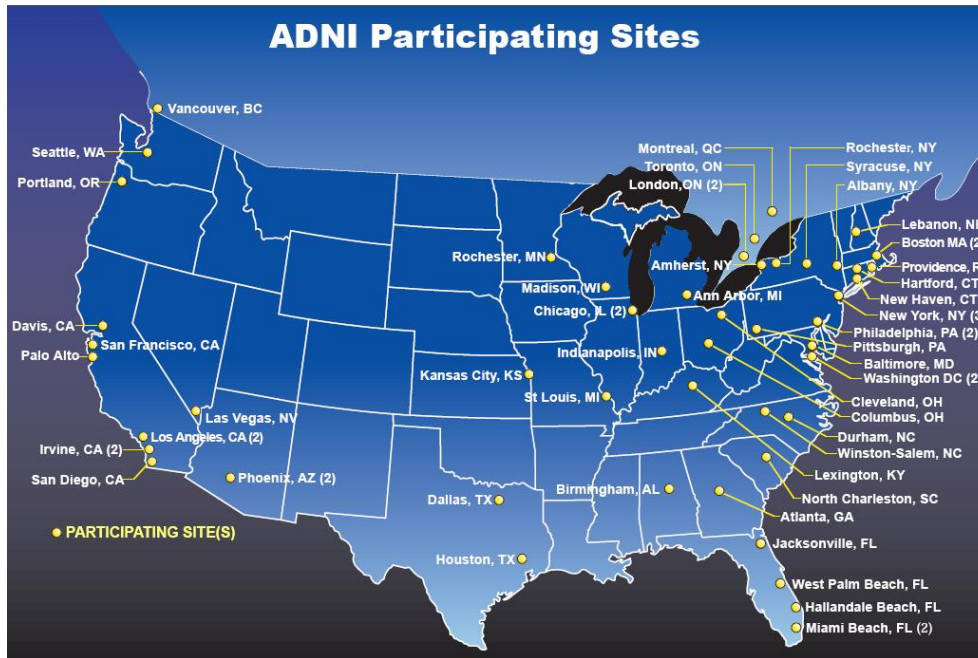 ADNI Participating Sites
Vancouver, BC
Seattle, WA
Portland, OR
Montreal, QC
Toronto, ON
London,ON (2)
Rochester, NY
Syracuse, NY
Albany, NY
Lebanon, N
Boston MA (2
Amherst, NY
Providence, R
Hartford, CT
New Haven, CT
New York, NY (3
Philadelphia, PA (2)
Pittsburgh, PA
Baltimore, MD
Washington DC (2
Cleveland, OH
Columbus, OH
Durham, NC
Winston-Salem, NC
Lexington, KY
North Charleston, SC
Atlanta, GA
Rochester, MN
Madison, WI
Chicago, IL (2)
Ann Arbor, MI
Indianapolis, IN
Kansas City, KS
St Louis, MI
Davis, CA
San Francisco, CA
Palo Alto
Las Vegas, NV
Los Angeles, CA (2)
Irvine, CA (2)
San Diego, CA
Phoenix, AZ (2)
Dallas, TX
Birmingham, AL
Houston, TX
Jacksonville, FL
West Palm Beach, FL
Hallandale Beach, FL
Miami Beach, FL (2)
PARTICIPATING SITE(S)